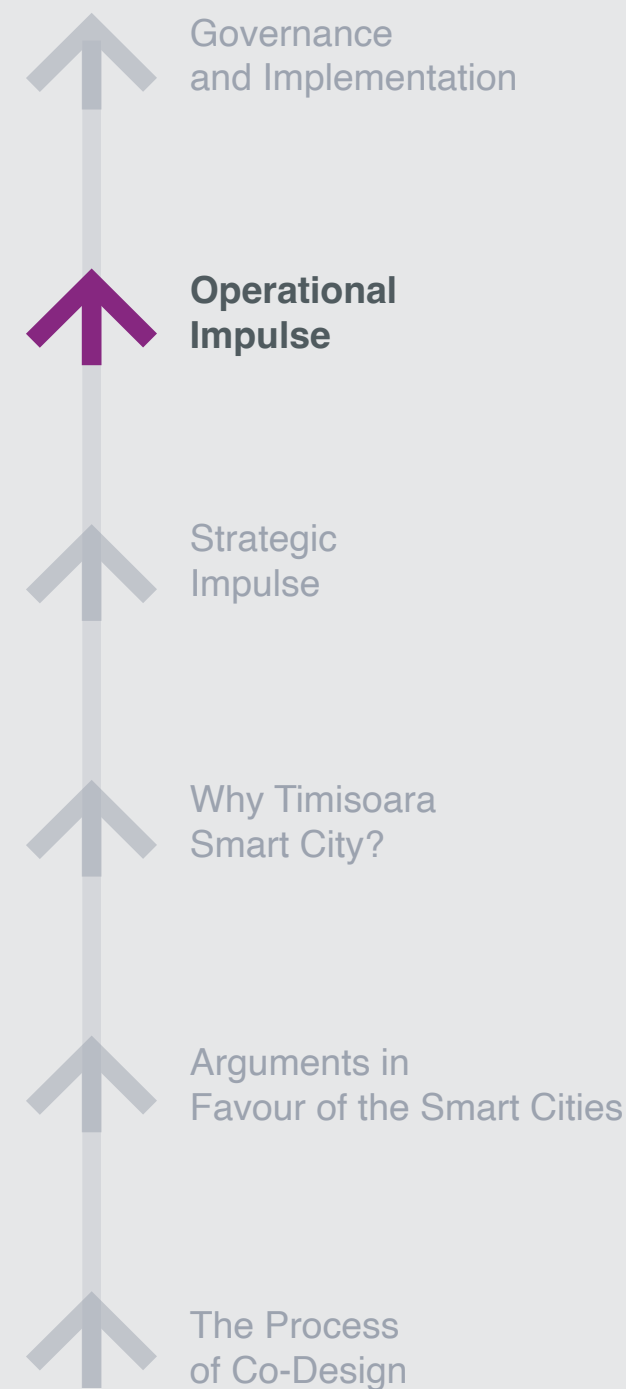 Governance
and Implementation
Operational
Impulse
Strategic
Impulse
Why Timisoara
Smart City?
Arguments in
Favour of the Smart Cities
The Process
of Co-Design